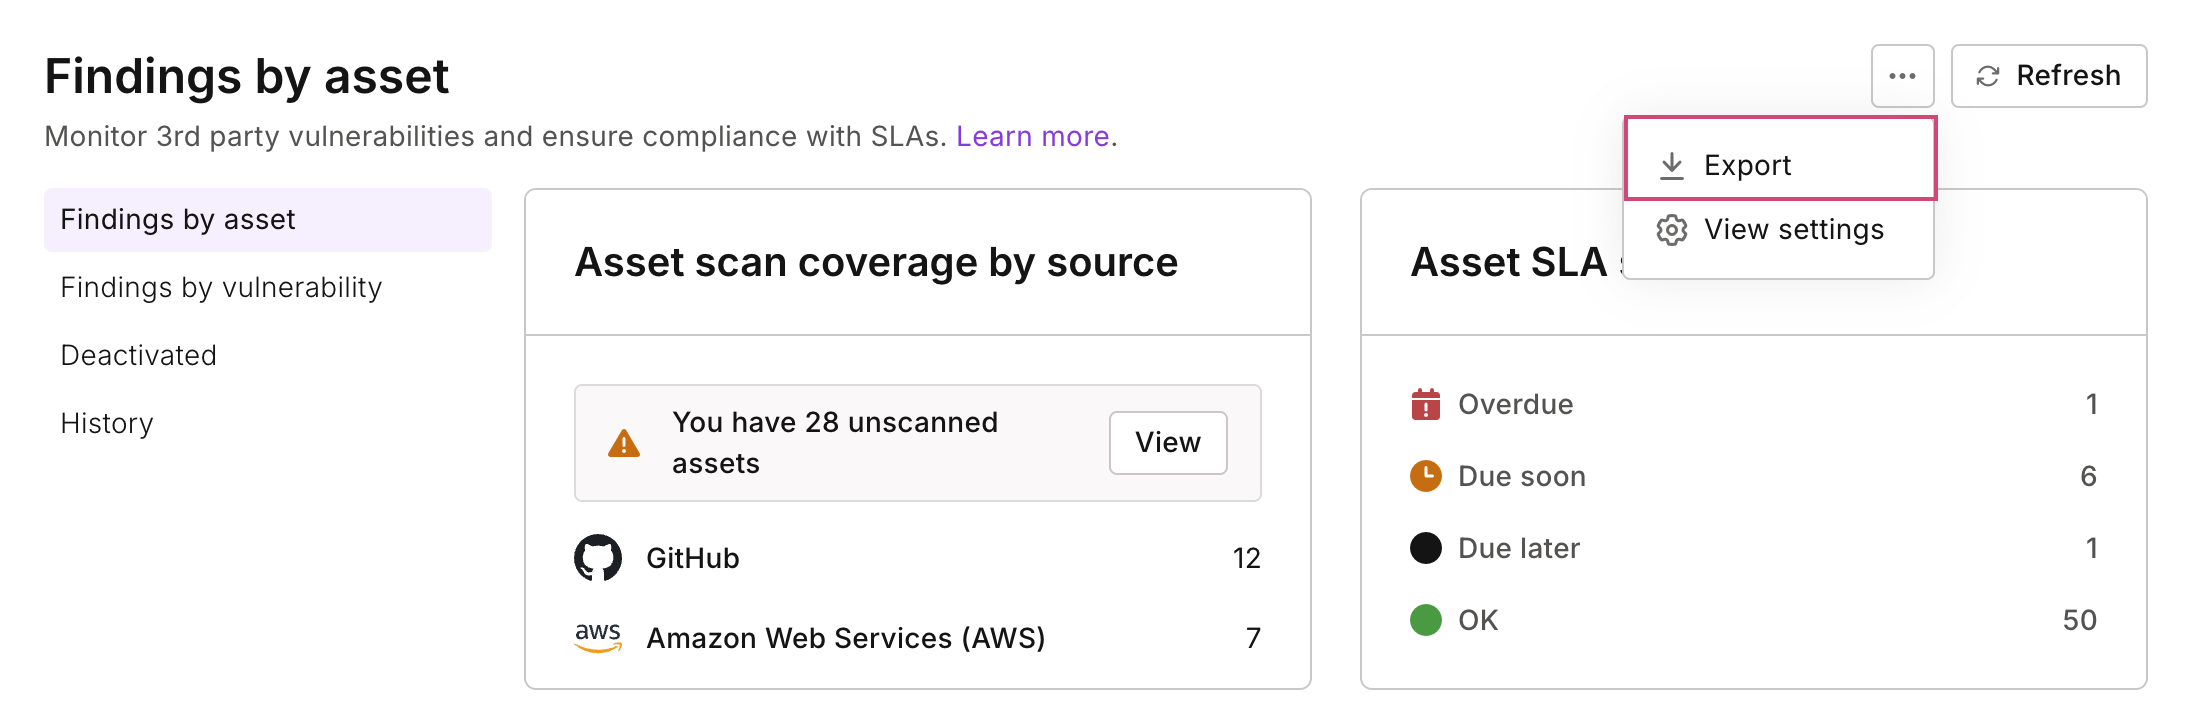 Findings by asset
Refresh
Monitor 3rd party vulnerabilities and ensure compliance with SLAs. Learn more.
Export
View settings
Findings by asset
Findings by vulnerability
Deactivated
History
Asset scan coverage by source
You have 28 unscanned
assets
View
GitHub 12
aws Amazon Web Services (AWS) 7
Asset SLA
Overdue 1
Due soon 6
Due later 1
OK 50